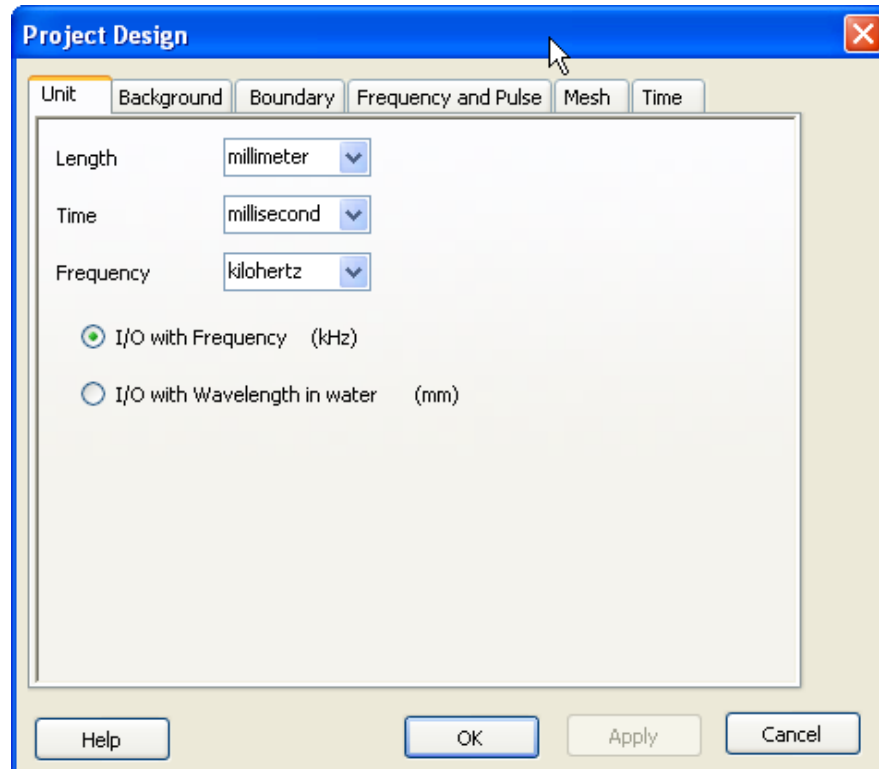 Project Design
Unit Background Boundary Frequency and Pulse Mesh Time
Length millimeter
Time millisecond
Frequency kilohertz
I/O with Frequency (kHz)
I/O with Wavelength in water (mm)
Help OK Apply Cancel